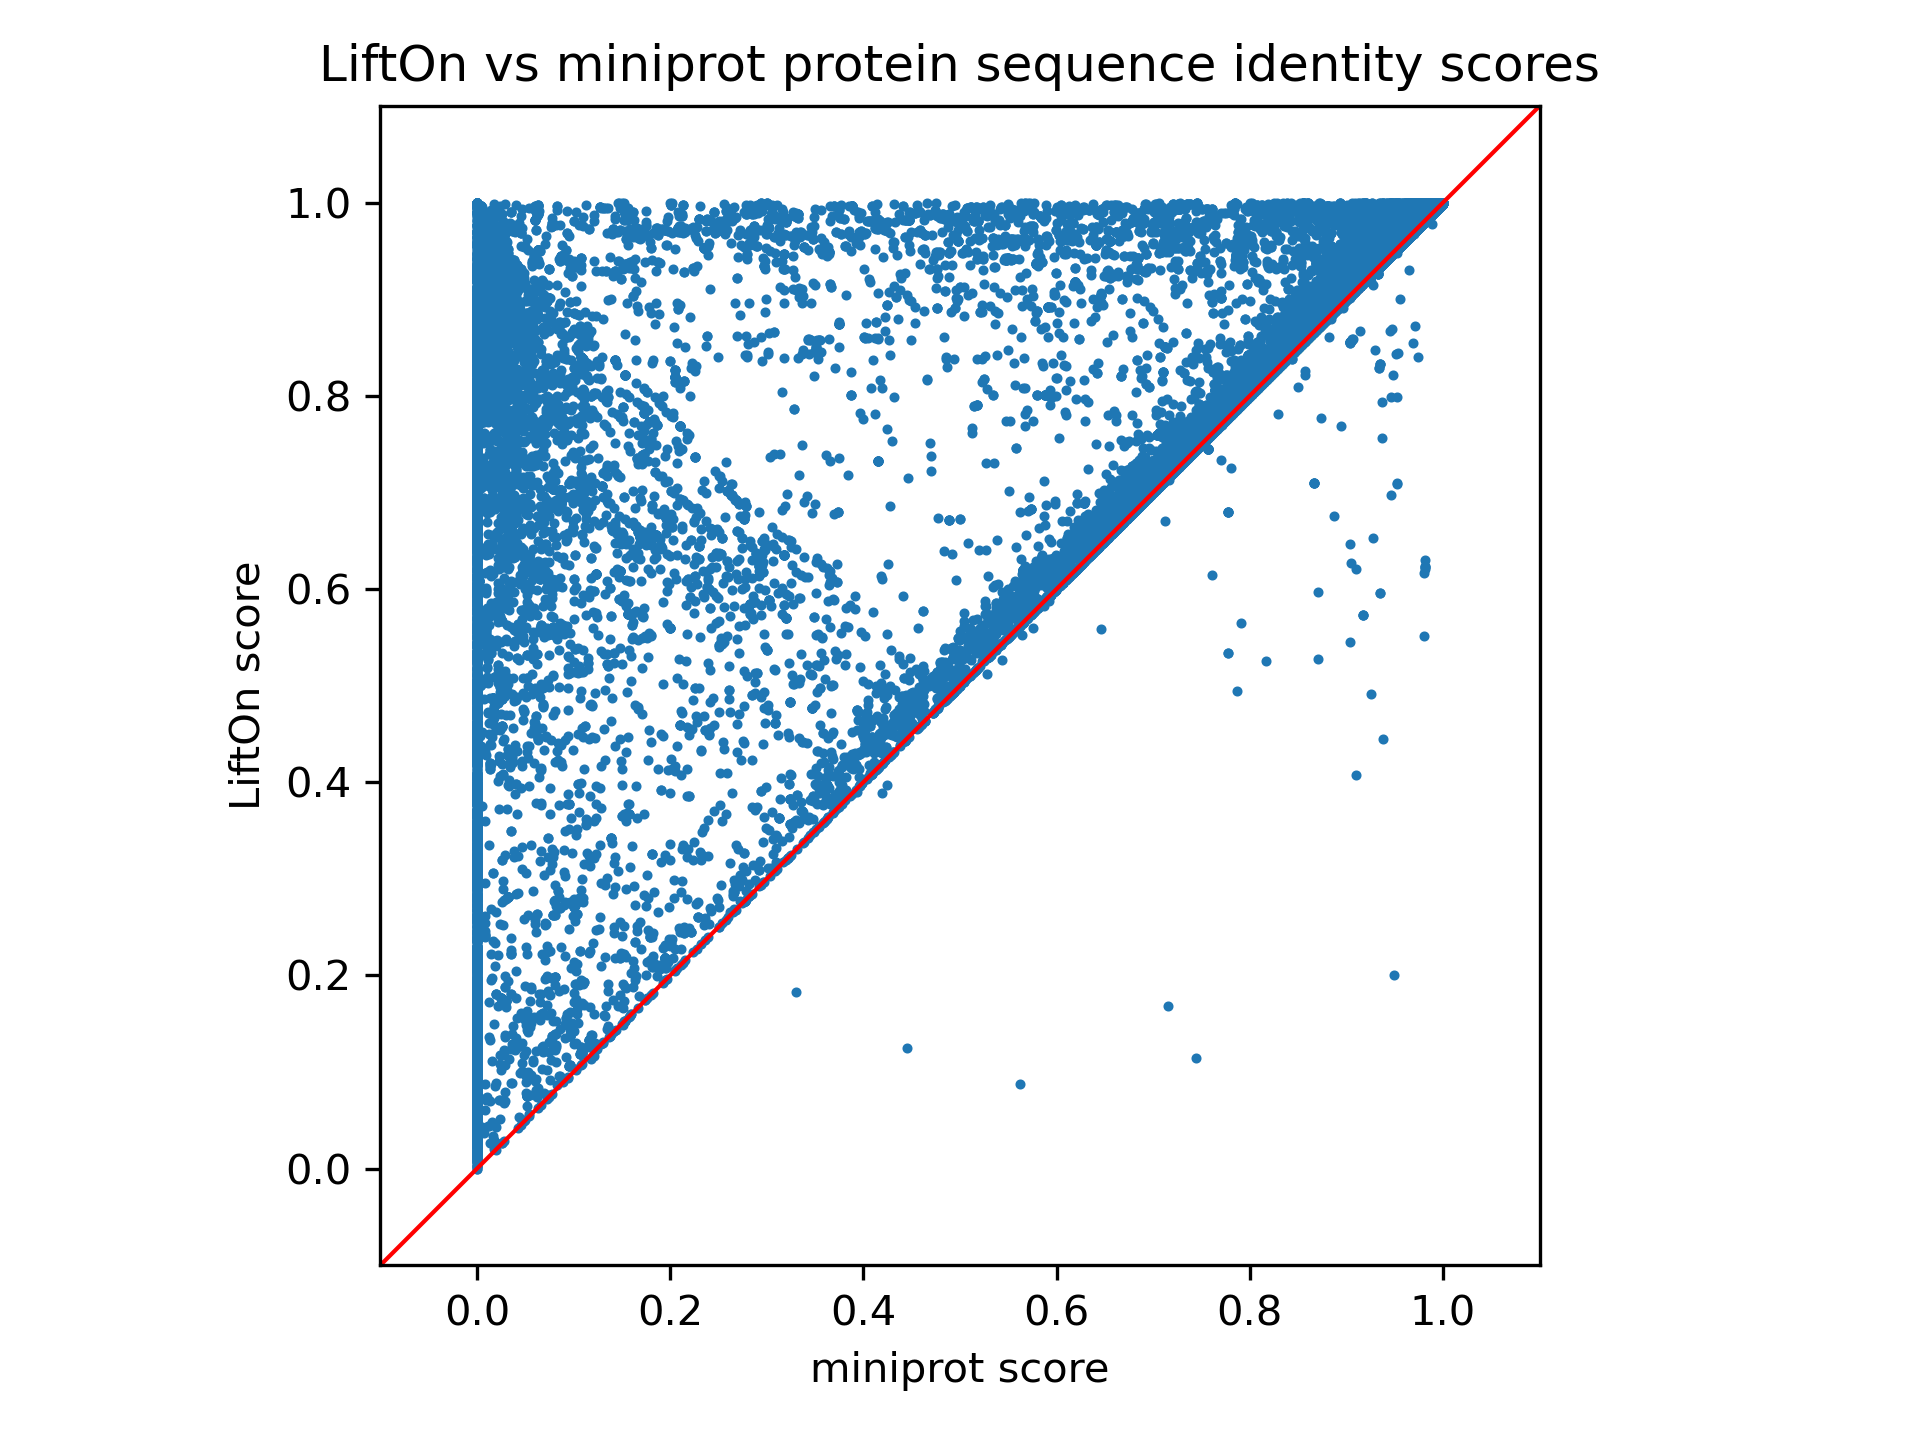 LiftOn vs miniprot protein sequence identity scores
LiftOn score
1.0
0.8
0.6
0.4
0.2
0.0
0.0 0.2 0.4 0.6 0.8 1.0
miniprot score